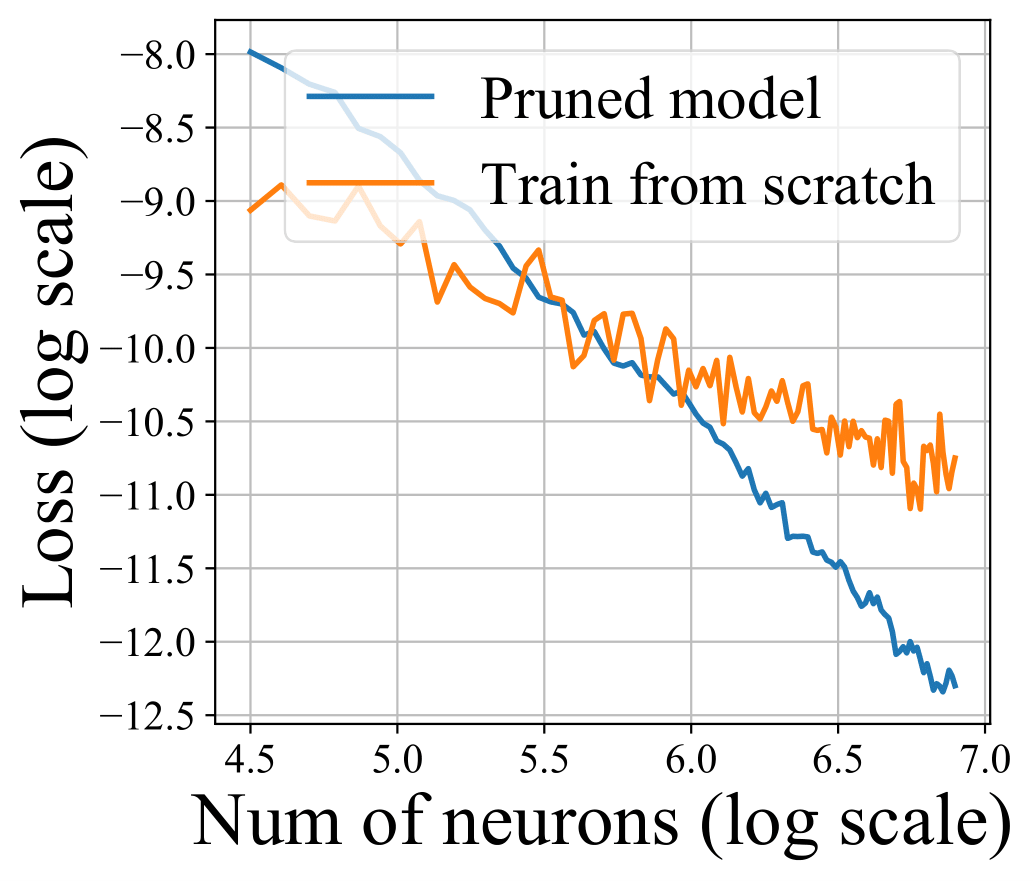 Loss (log scale)
−8.0
−8.5
−9.0
−9.5
−10.0
−10.5
−11.0
−11.5
−12.0
−12.5
Pruned model
Train from scratch
4.5 5.0 5.5 6.0 6.5 7.0
Num of neurons (log scale)